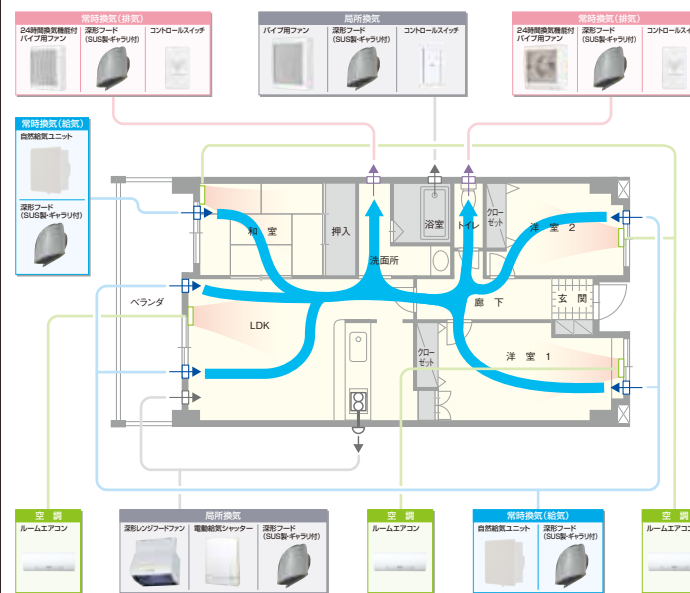 常時換気(排気)
24時間換気機能付
パイプ用ファン
深形フード
(SUS製・ギャラリ付)
コントロールスイッチ
局所換気
パイプ用ファン
深形フード
(SUS製・ギャラリ付)
コントロールスイッチ
常時換気(排気)
24時間換気機能付
パイプ用ファン
深形フード
(SUS製・ギャラリ付)
コントロールスイ
常時換気(給気)
自然給気ユニット
深形フード
(SUS製・ギャラリ付)
和室
押入
洗面所
浴室
トイレ
クロー
ゼット
洋室2
ベランダ
LDK
廊下
玄関
クロー
ゼット
洋室1
空調
ルームエアコン
局所換気
深形レンジフードファン
電動給気シャッター
深形フード
(SUS製・ギャラリ付)
空調
ルームエアコン
常時換気(給気)
自然給気ユニット
深形フード
(SUS製・ギャラリ付)
空調
ルームエアコン